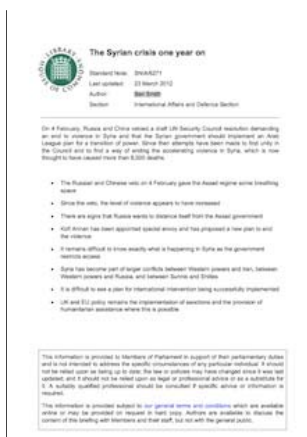 The Syrian crisis one year on
Standard Note: SN/IA/6271
Last updated: 23 March 2012
Author: Ben Smith
Section International Affairs and Defence Section
On 4 February, Russia and China vetoed a draft UN Security Council resolution demanding
an end to violence in Syria and that the Syrian government should implement an Arab
League plan for a transition of power. Since then attempts have been made to find unity in
the Council and to find a way of ending the accelerating violence in Syria, which is now
thought to have caused more than 8,000 deaths.
• The Russian and Chinese veto on 4 February gave the Assad regime some breathing
space
• Since the veto, the level of violence appears to have increased
• There are signs that Russia wants to distance itself from the Assad government
• Kofi Annan has been appointed special envoy and has proposed a new plan to end
the violence
• It remains difficult to know exactly what is happening in Syria as the government
restricts access
• Syria has become part of larger conflicts between Western powers and Iran, between
Western powers and Russia, and between Sunnis and Shiites
• It is difficult to see a plan for international intervention being successfully implemented
• UK and EU policy remains the implementation of sanctions and the provision of
humanitarian assistance where this is possible
This information is provided to Members of Parliament in support of their parliamentary duties
and is not intended to address the specific circumstances of any particular individual. It should
not be relied upon as being up to date; the law or policies may have changed since it was last
updated; and it should not be relied upon as legal or professional advice or as a substitute for
it. A suitably qualified professional should be consulted if specific advice or information is
required.
This information is provided subject to our general terms and conditions which are available
online or may be provided on request in hard copy. Authors are available to discuss the
content of this briefing with Members and their staff, but not with the general public.